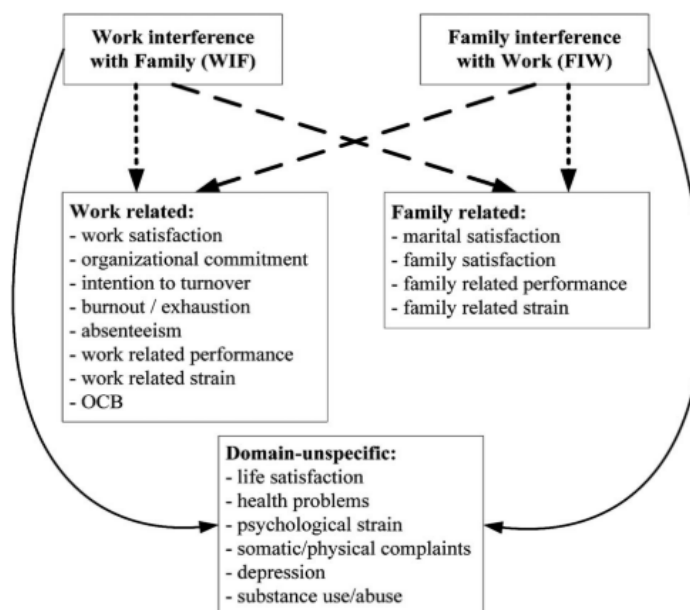 Work interference
with Family (WIF)
Family interference
with Work (FIW)
Work related:
- work satisfaction
- organizational commitment
- intention to turnover
- burnout / exhaustion
- absenteeism
- work related performance
- work related strain
- OCB
Family related:
- marital satisfaction
- family satisfaction
- family related performance
- family related strain
Domain-unspecific:
- life satisfaction
- health problems
- psychological strain
- somatic/physical complaints
- depression
- substance use/abuse